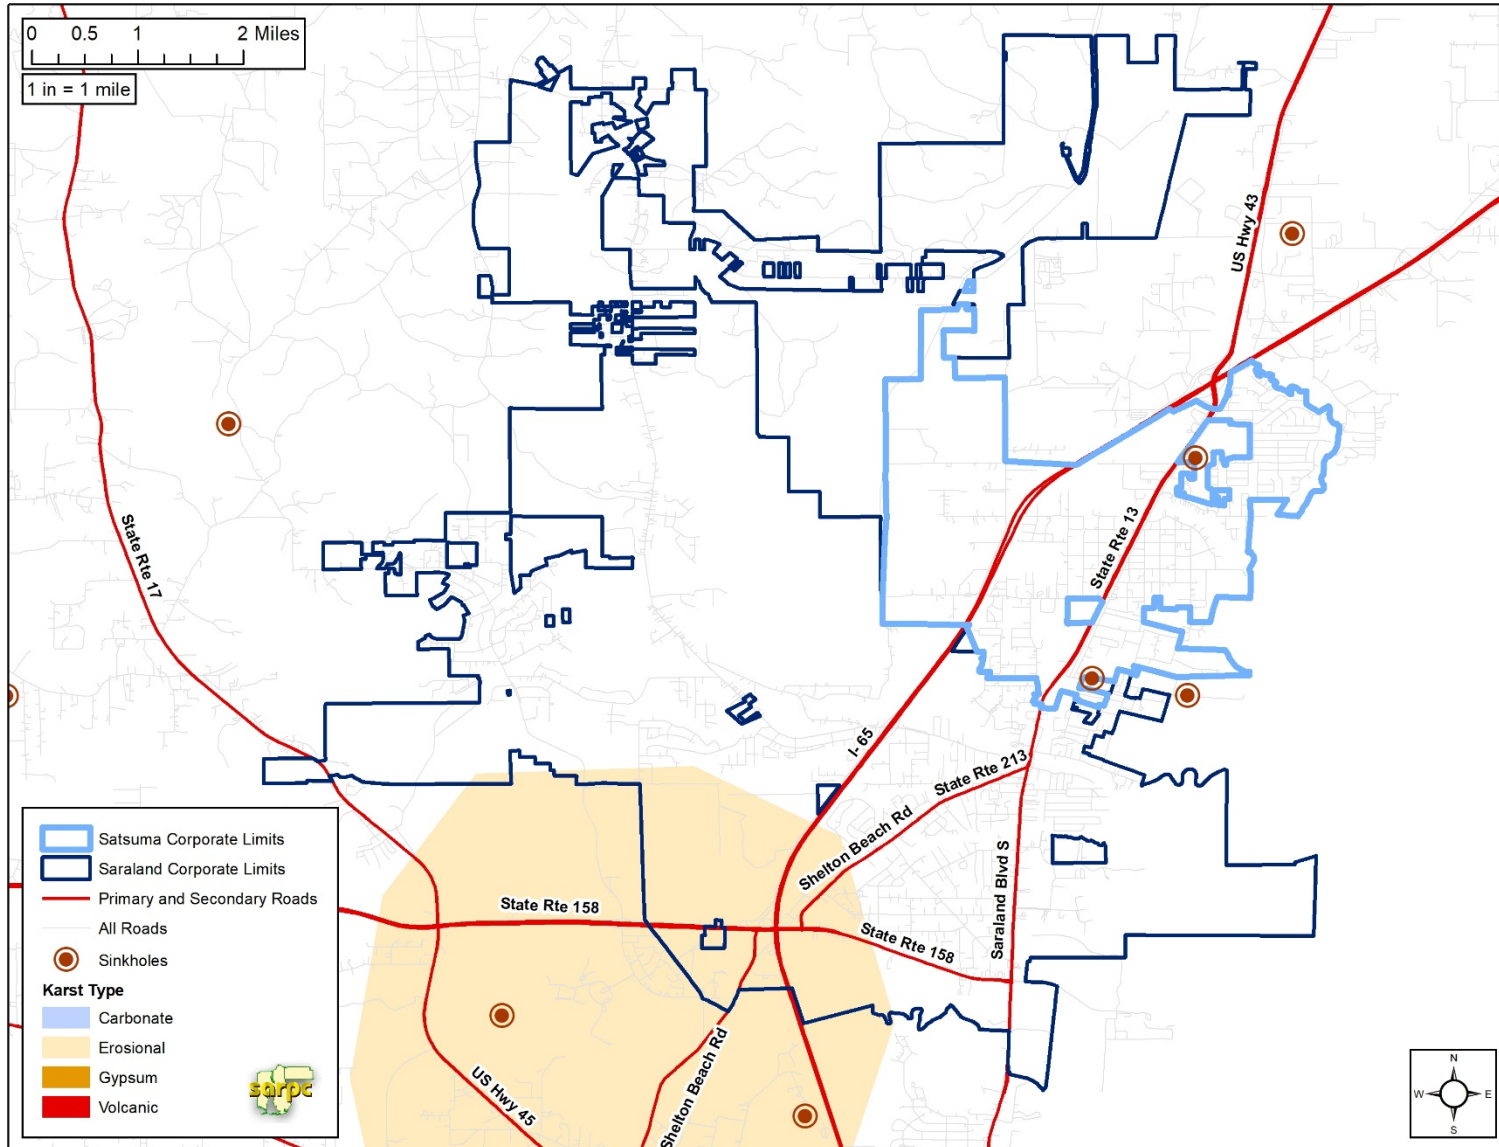 0 0.5 1 2 Miles
1 in = 1 mile
US Hwy 43
State Rte 17
State Rte 13
I- 65
State Rte 213
Shelton Beach Rd
Saraland Blvd S
State Rte 158
State Rte 158
Shelton Beach Rd
US Hwy 45
Satsuma Corporate Limits
Saraland Corporate Limits
Primary and Secondary Roads
All Roads
Sinkholes
Karst Type
Carbonate
Erosional
Gypsum
Volcanic
sarpc
N
W E
S